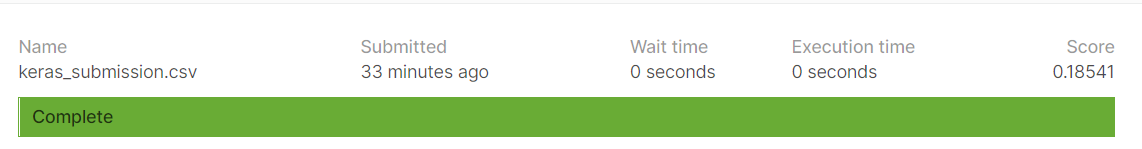 Name Submitted Wait time Execution time Score
keras_submission.csv 33 minutes ago 0 seconds 0 seconds 0.18541
Complete